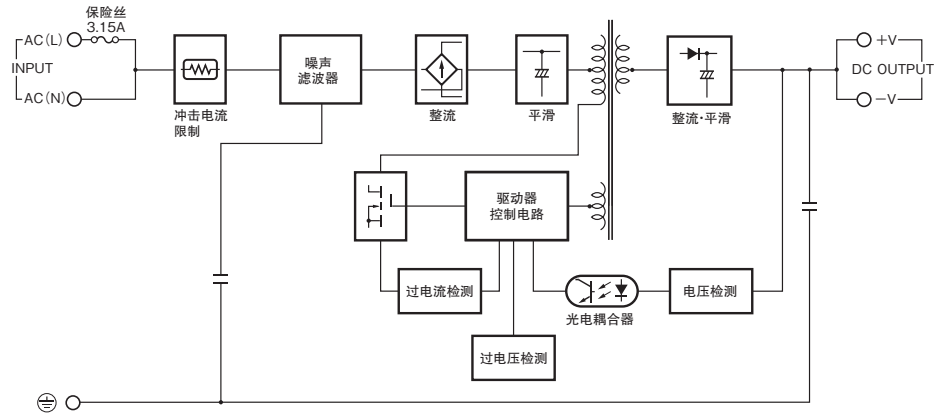 保险丝
3.15A
AC(L)
INPUT
AC(N)
冲击电流
限制
噪声
滤波器
整流
平滑
整流·平滑
+V
DC OUTPUT
−V
驱动器
控制电路
过电流检测
光电耦合器
电压检测
过电压检测